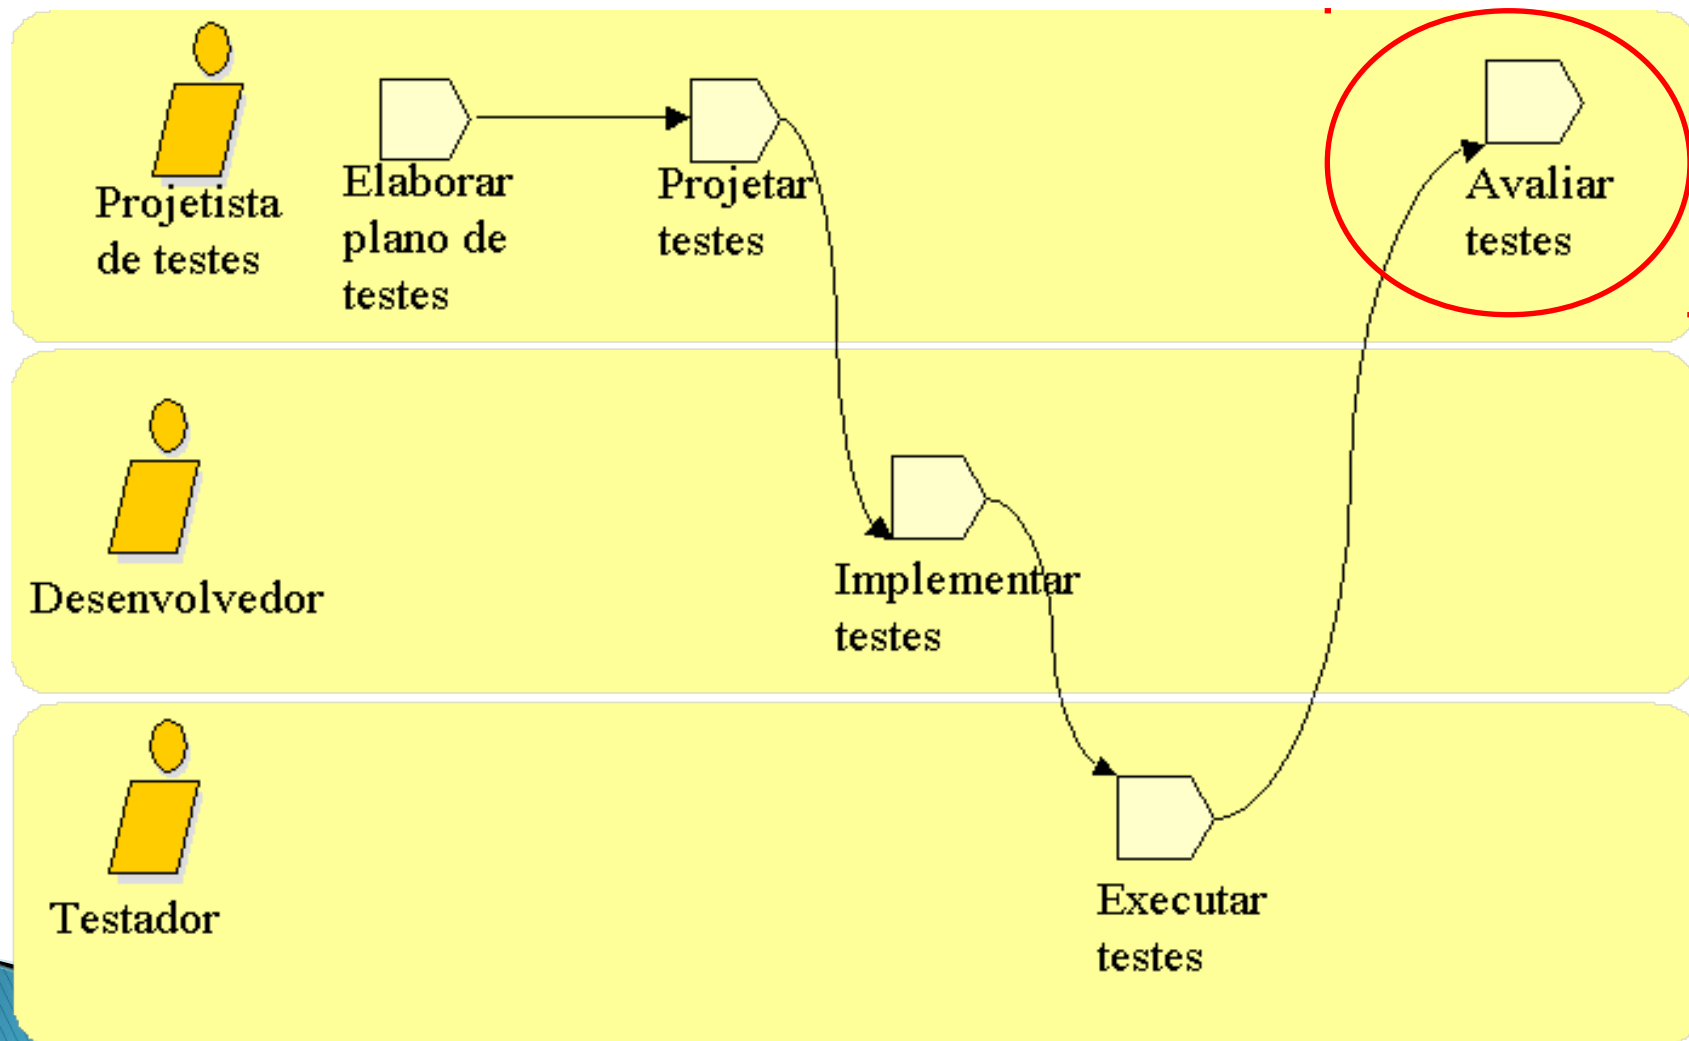 Projetista
de testes
Elaborar
plano de
testes
Projetar
testes
Avaliar
testes
Desenvolvedor
Implementar
testes
Testador
Executar
testes